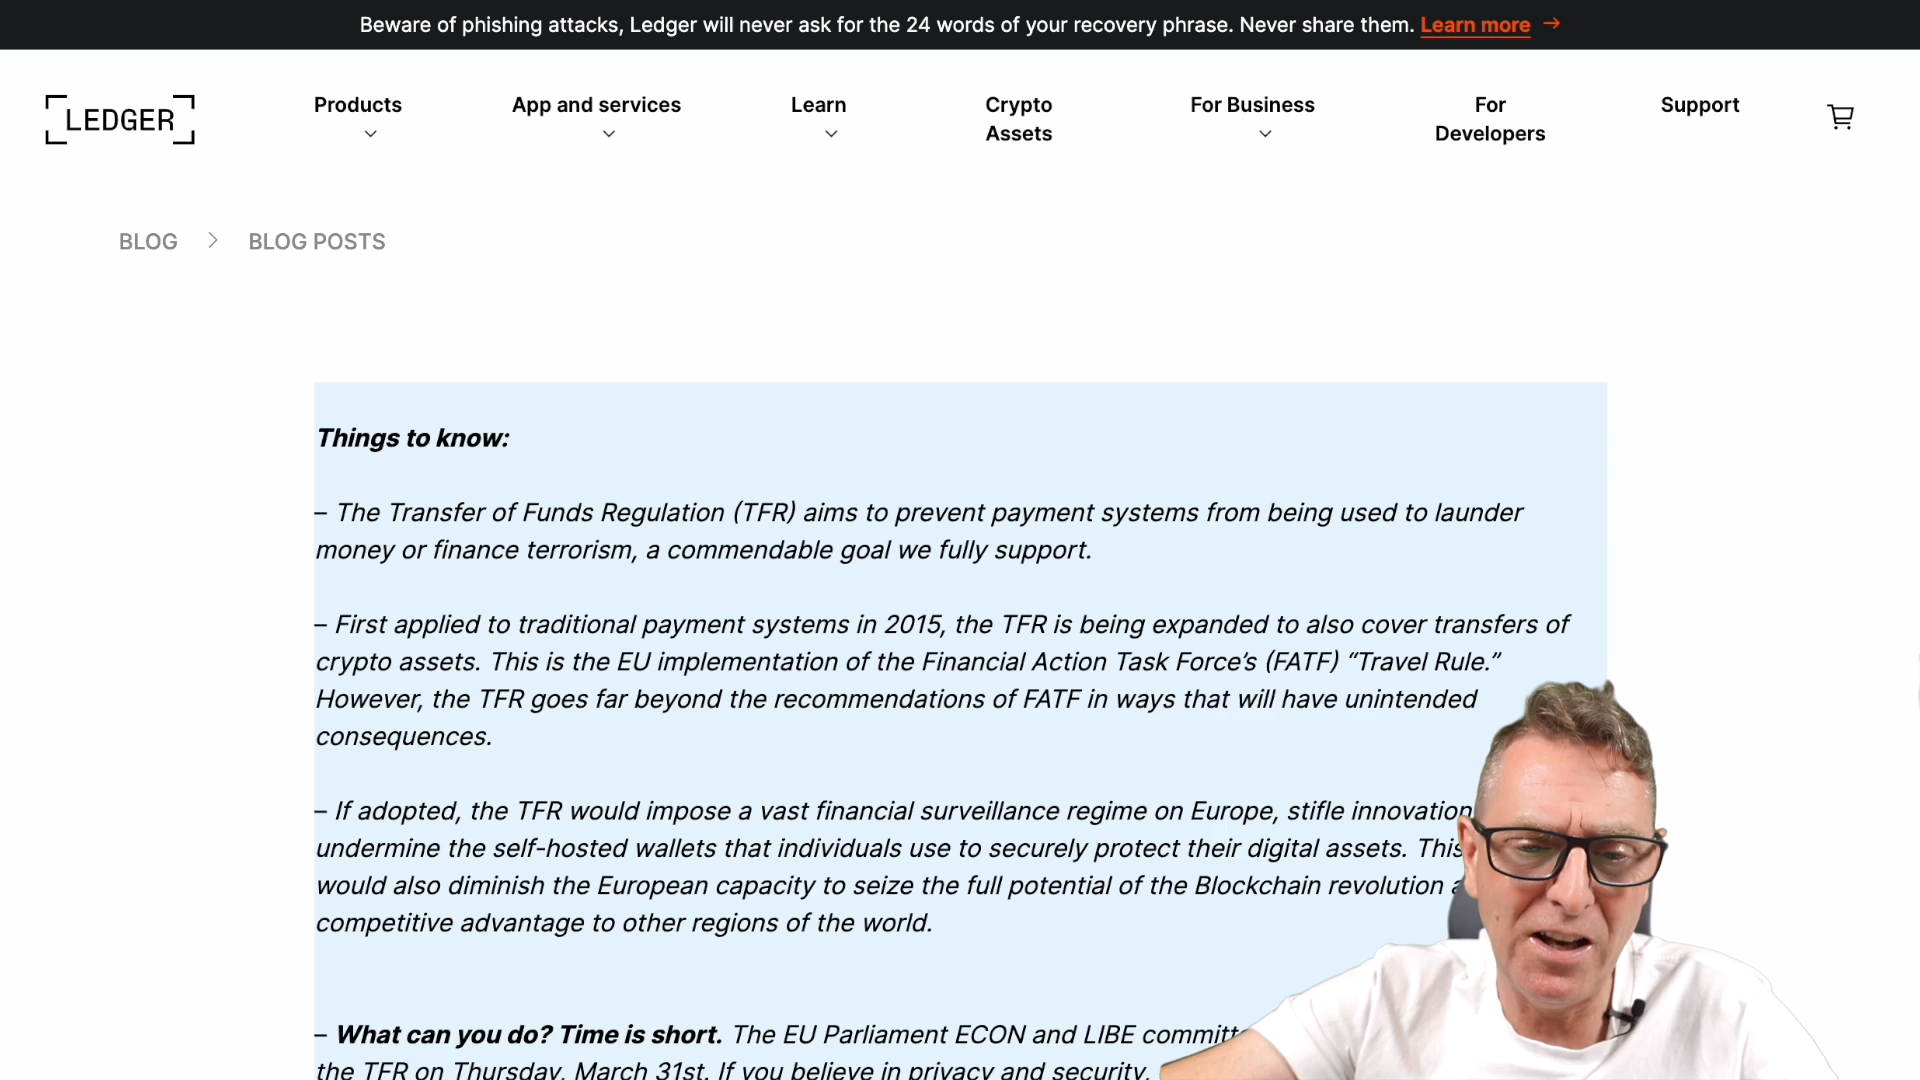 Beware of phishing attacks, Ledger will never ask for the 24 words of your recovery phrase. Never share them. Learn more →
LEDGER
Products
App and services
Learn
Crypto
Assets
For Business
For
Developers
Support
BLOG > BLOG POSTS
Things to know:
– The Transfer of Funds Regulation (TFR) aims to prevent payment systems from being used to launder
money or finance terrorism, a commendable goal we fully support.
– First applied to traditional payment systems in 2015, the TFR is being expanded to also cover transfers of
crypto assets. This is the EU implementation of the Financial Action Task Force’s (FATF) “Travel Rule.”
However, the TFR goes far beyond the recommendations of FATF in ways that will have unintended
consequences.
– If adopted, the TFR would impose a vast financial surveillance regime on Europe, stifle innovation
undermine the self-hosted wallets that individuals use to securely protect their digital assets. This
would also diminish the European capacity to seize the full potential of the Blockchain revolution
competitive advantage to other regions of the world.
– What can you do? Time is short. The EU Parliament ECON and LIBE
the TFR on Thursday, March 31st. If you believe in privacy and security,